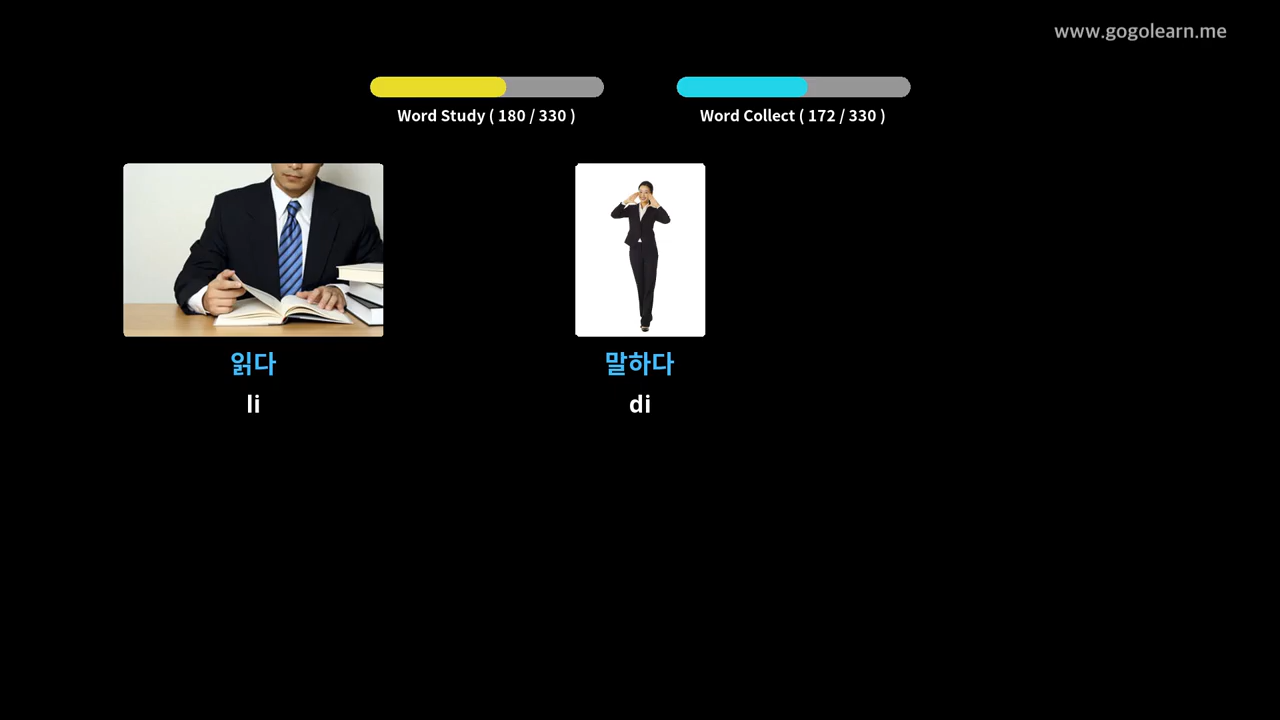 www.gogolearn.me
Word Study ( 180 / 330 )
Word Collect ( 172 / 330 )
읽다
말하다
li
di